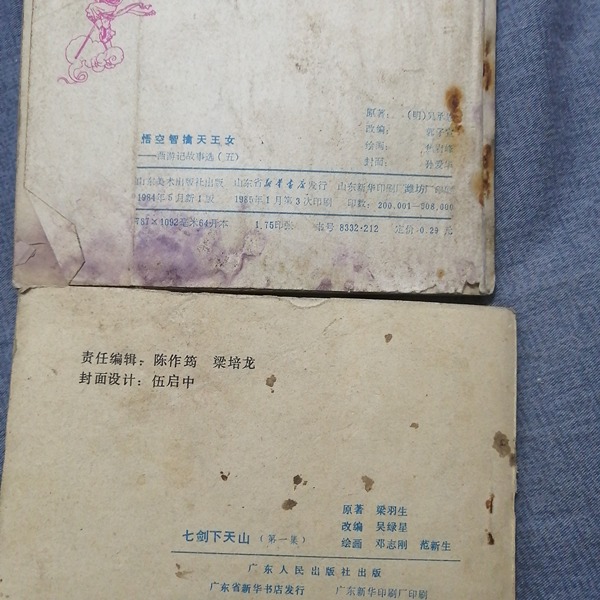 原著：(明)吴承恩
改编：
绘画：
封面：孙爱华
悟空智擒天王女
——西游记故事选(五)
山东美术出版社出版 山东省新华书店发行 山东新华印刷厂潍坊厂印刷
1984年5月新1版 1985年1月第3次印刷 印数：200,001—308,000
787×1092毫米64开本 1.75印张 书号 8332·212 定价 0.29 元
责任编辑：陈作筠 梁培龙
封面设计：伍启中
原著 梁羽生
改编 吴绿星
绘画 邓志刚 范新生
七剑下天山（第一集）
广东人民出版社出版
广东省新华书店发行 广东新华印刷厂印刷